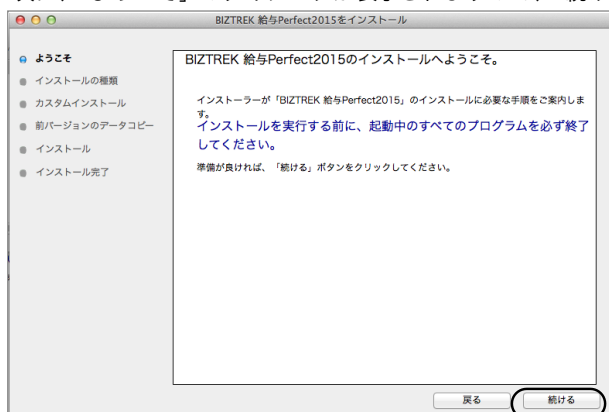 BIZTREK 給与Perfect2015をインストール
ようこそ
インストールの種類
カスタムインストール
前バージョンのデータコピー
インストール
インストール完了
BIZTREK 給与Perfect2015のインストールへようこそ。
インストーラーが「BIZTREK 給与Perfect2015」のインストールに必要な手順をご案内しま
す。
インストールを実行する前に、起動中のすべてのプログラムを必ず終了
してください。
準備が良ければ、「続ける」ボタンをクリックしてください。
戻る
続ける